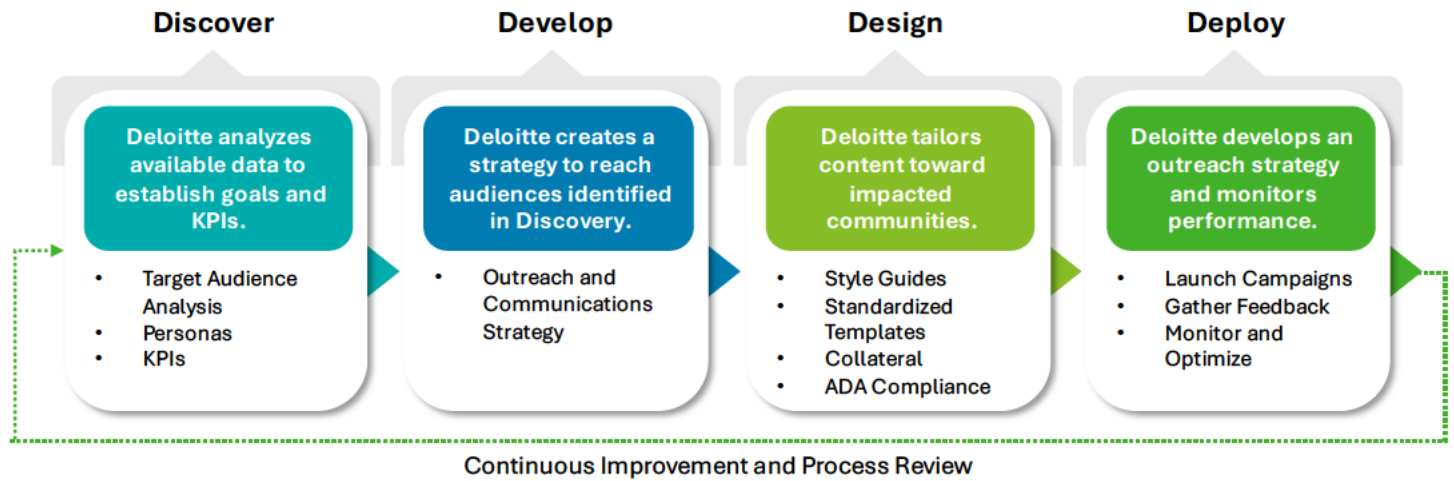 Discover
Deloitte analyzes
available data to
establish goals and
KPIs.
• Target Audience
Analysis
• Personas
• KPIs
Develop
Deloitte creates a
strategy to reach
audiences identified
in Discovery.
• Outreach and
Communications
Strategy
Design
Deloitte tailors
content toward
impacted
communities.
• Style Guides
• Standardized
Templates
• Collateral
• ADA Compliance
Deploy
Deloitte develops an
outreach strategy
and monitors
performance.
• Launch Campaigns
• Gather Feedback
• Monitor and
Optimize
Continuous Improvement and Process Review